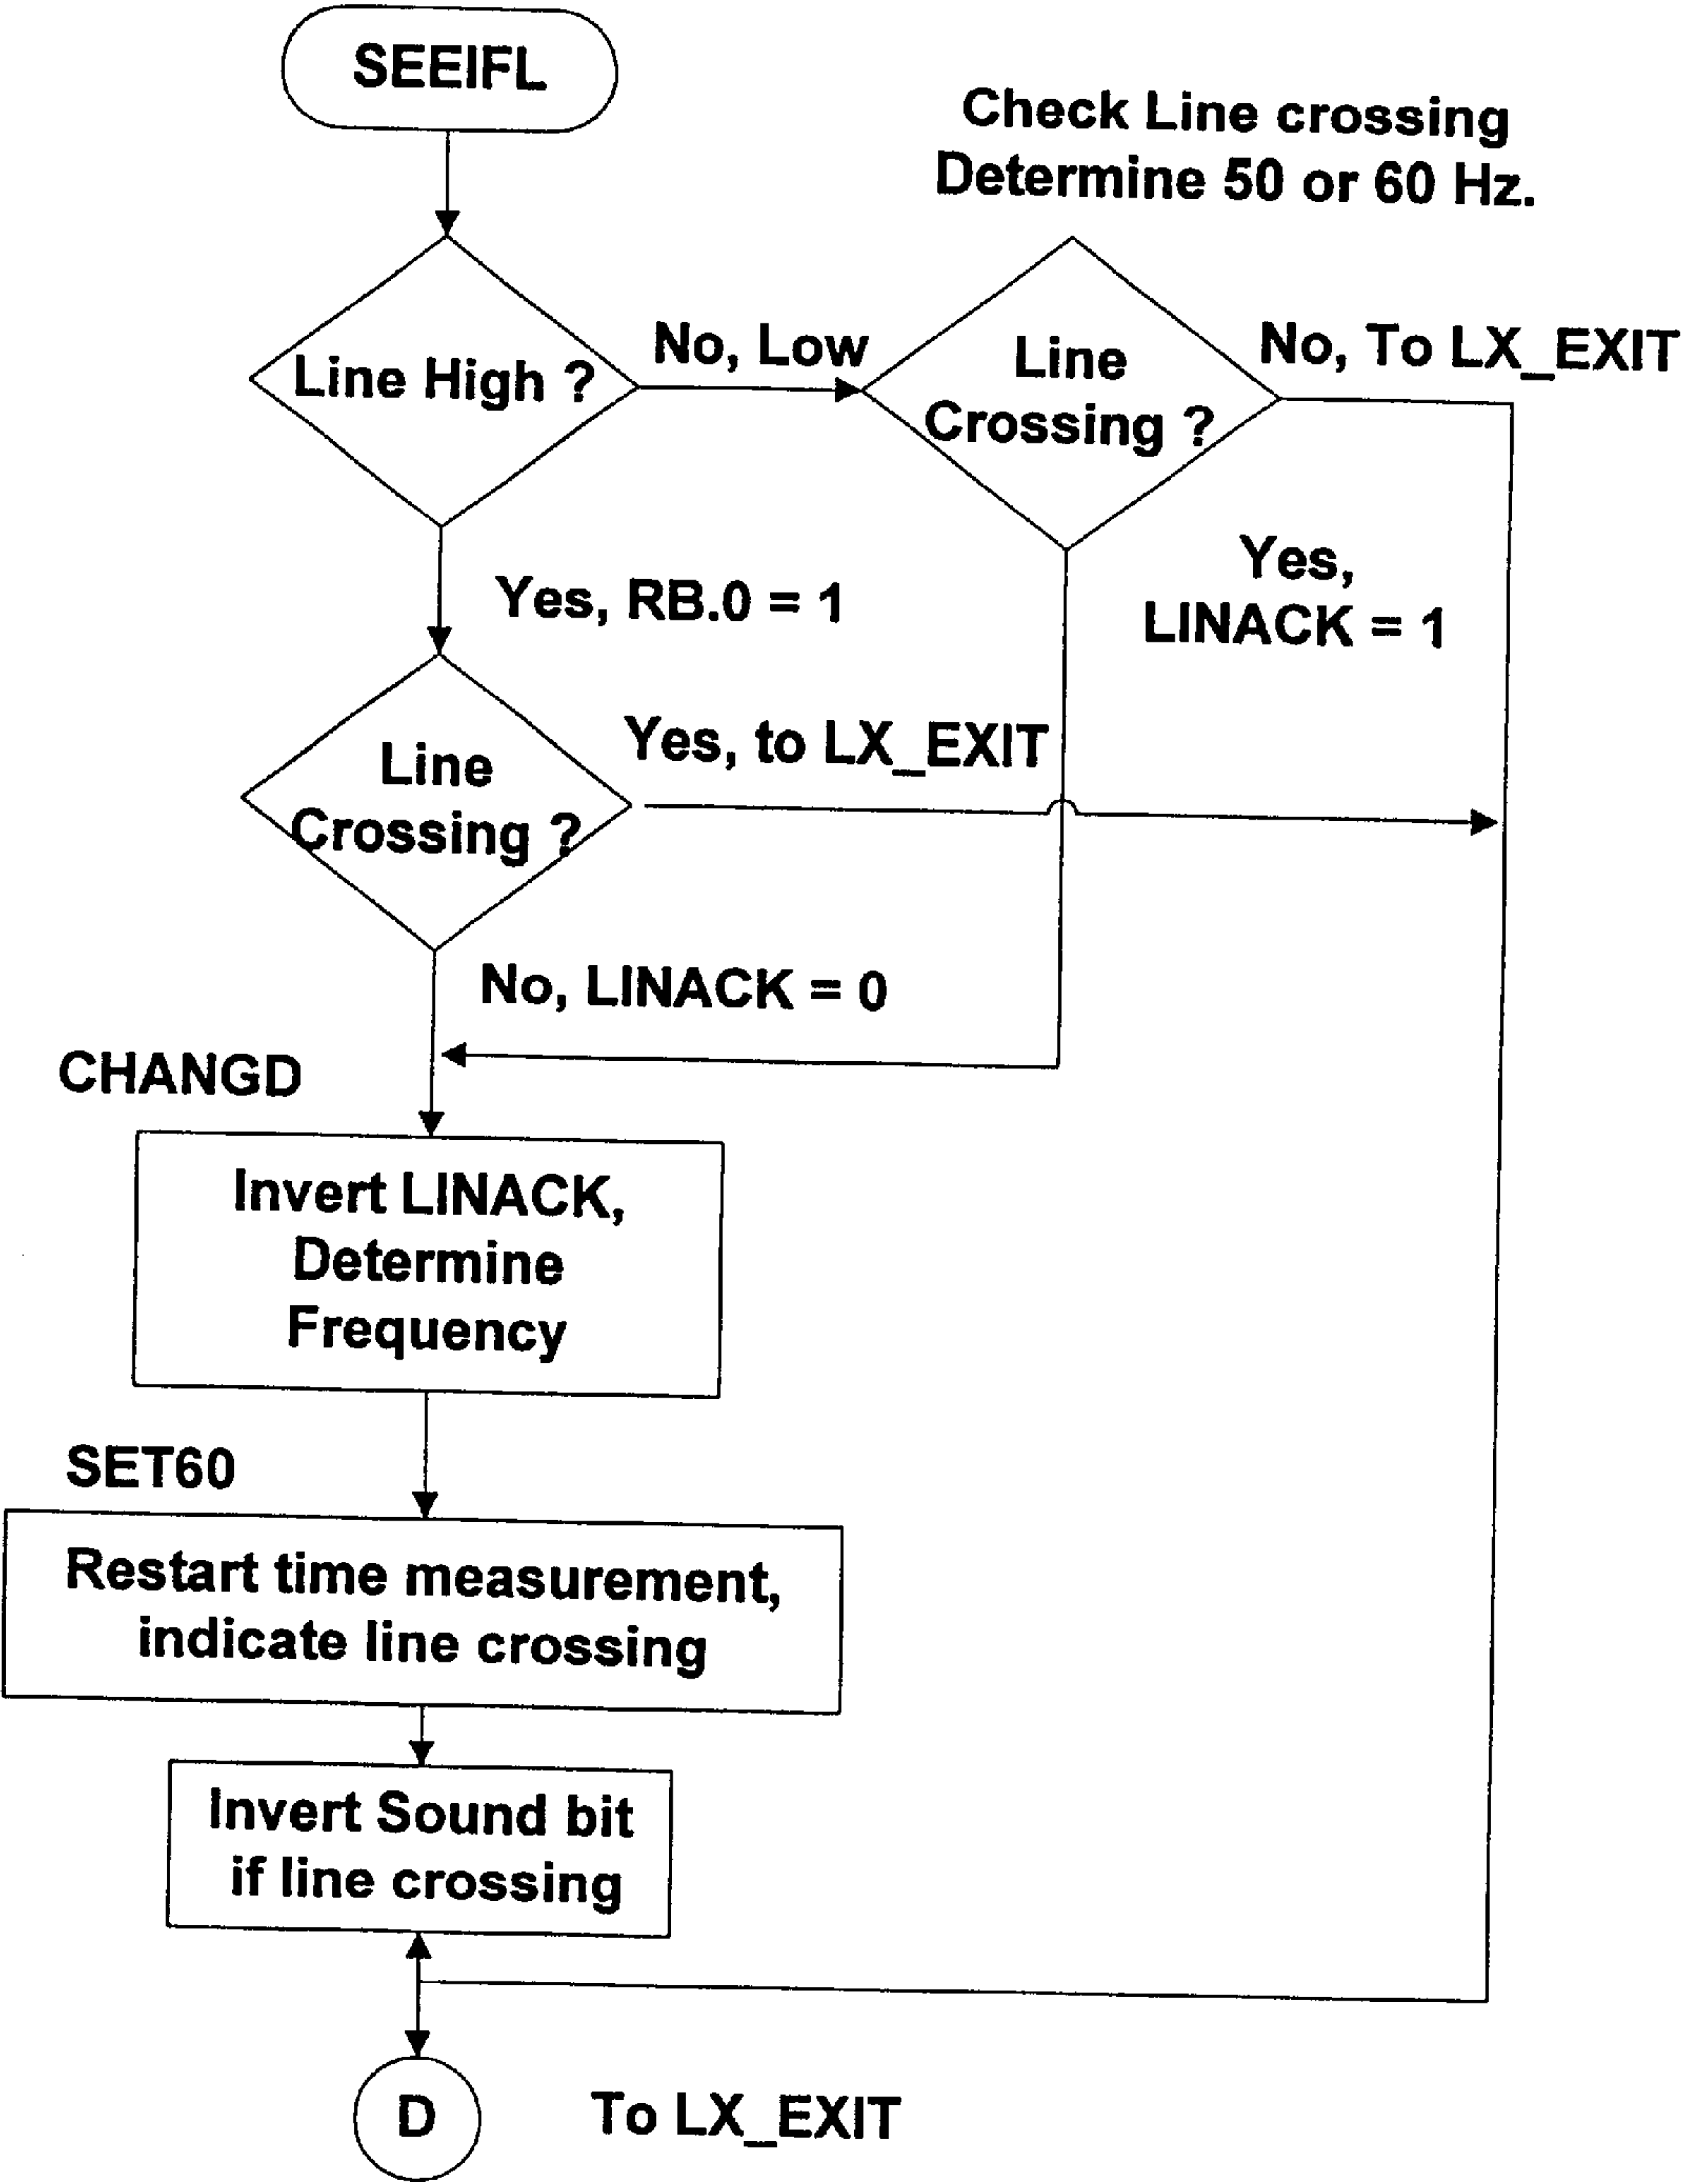 SEEIFL
Check Line crossing
Determine 50 or 60 Hz.
Line High ?
No, Low
Line
Crossing ?
No, To LX_EXIT
Yes, RB.0 = 1
Yes,
LINACK = 1
Line
Crossing ?
Yes, to LX_EXIT
No, LINACK = 0
CHANGD
Invert LINACK,
Determine
Frequency
SET60
Restart time measurement,
indicate line crossing
Invert Sound bit
if line crossing
D
To LX_EXIT